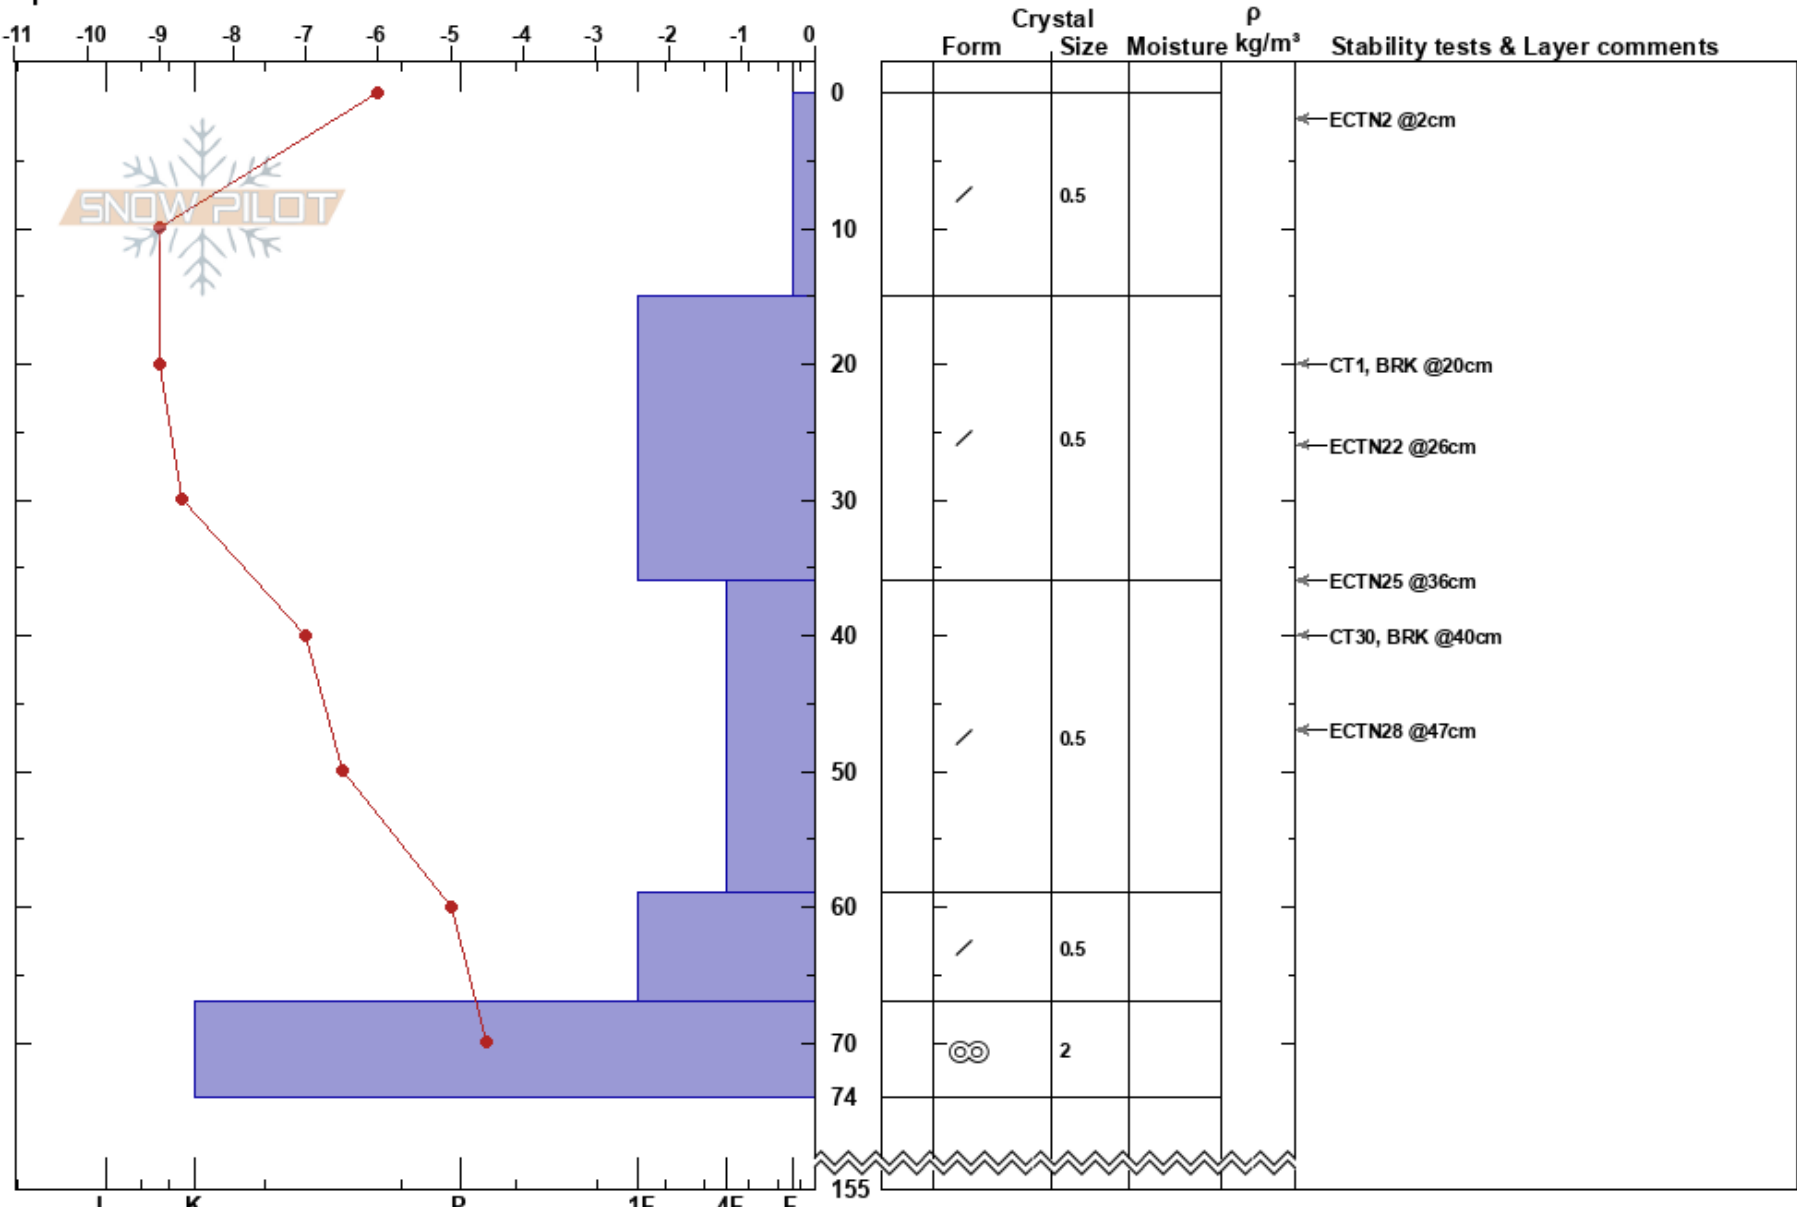 Crystal
ρ
-11 -10 -9 -8 -7 -6 -5 -4 -3 -2 -1 0
Form Size Moisture kg/m³ Stability tests & Layer comments
0
ECTN2 @2cm
0.5
SNOW PILOT
10
20
CT1, BRK @20cm
0.5
ECTN22 @26cm
30
ECTN25 @36cm
40
CT30, BRK @40cm
ECTN28 @47cm
0.5
50
60
0.5
70
2
74
155
I K P 1F 4F F